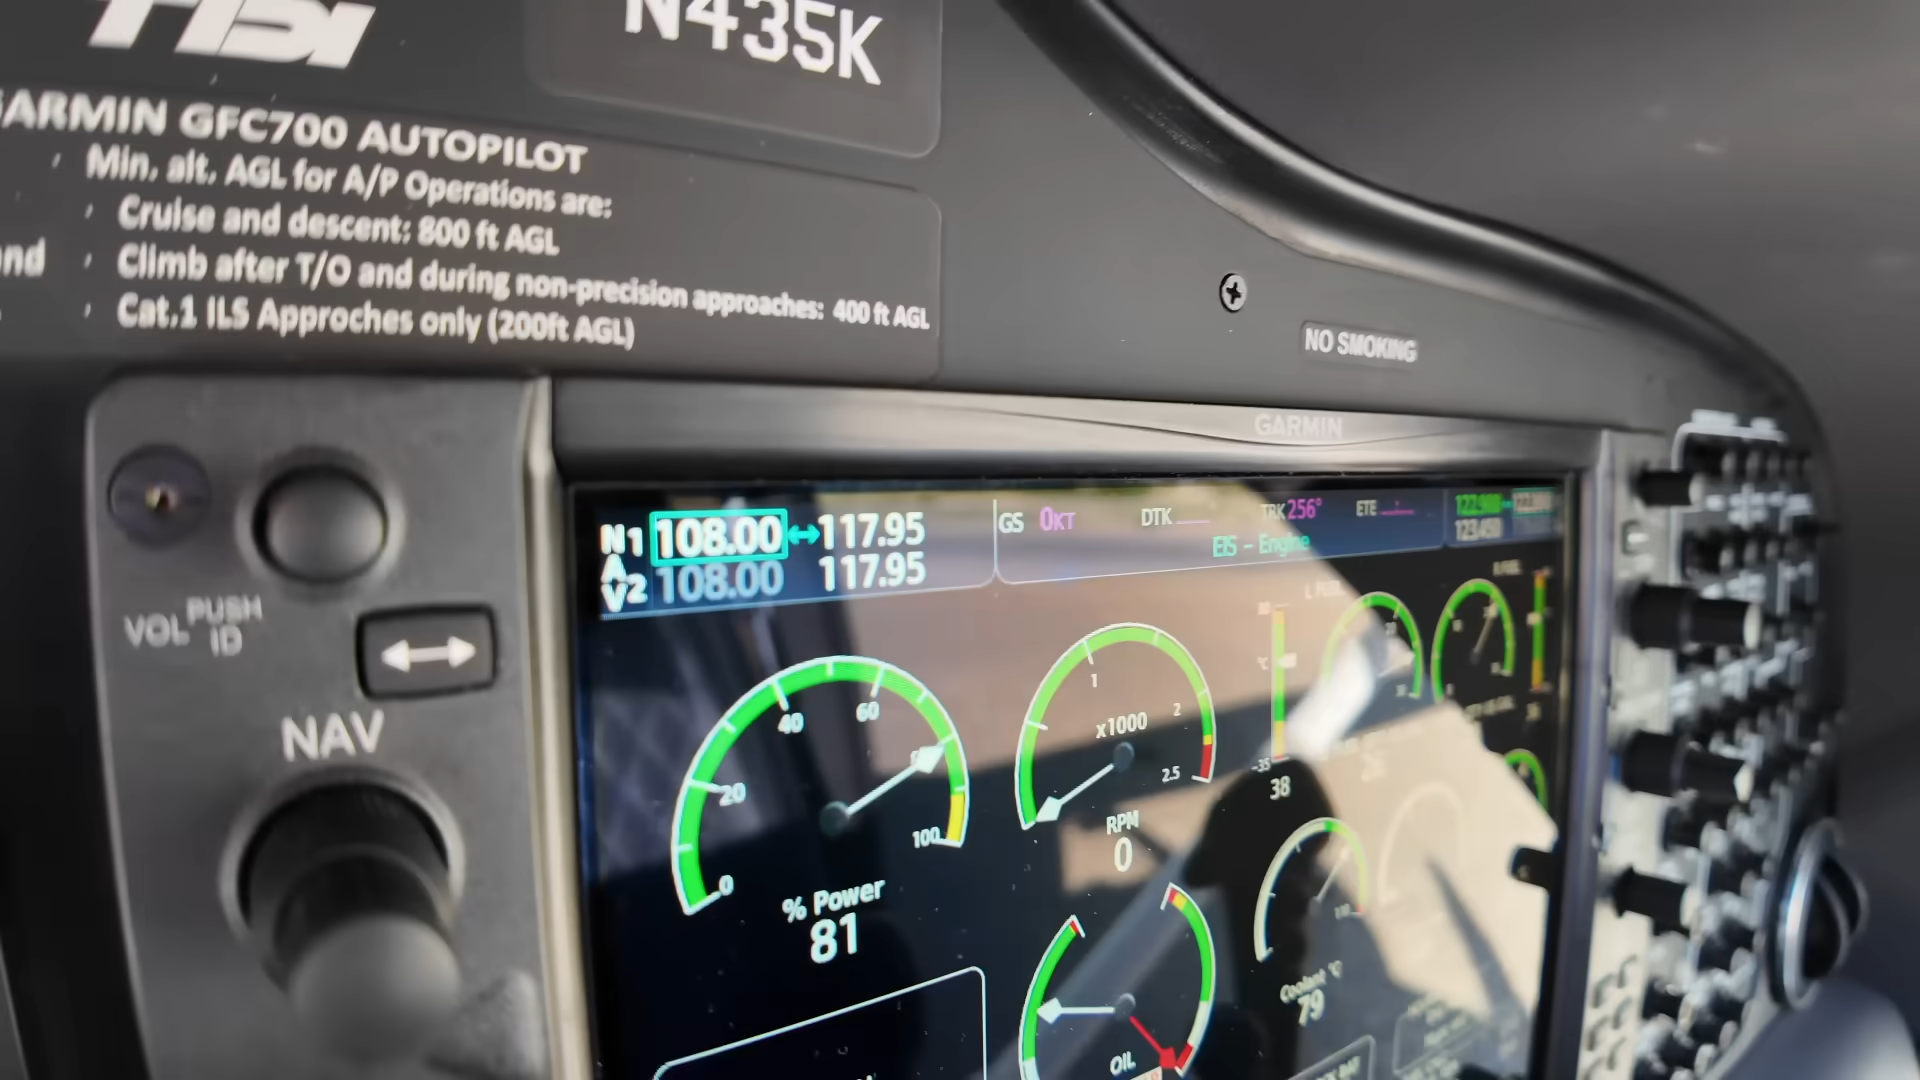 TDI
N435K
GARMIN GFC700 AUTOPILOT
Min. alt. AGL for A/P Operations are:
Cruise and descent: 800 ft AGL
Climb after T/O and during non-precision approaches: 400 ft AGL
Cat.1 ILS Approches only (200ft AGL)
nd
NO SMOKING
GARMIN
VOL PUSH ID
NAV
NAV1 108.00 ↔ 117.95
2 108.00 117.95
GS 0KT DTK TRK 256° ETE
EIS - Engine
123.450
0 20 40 60 100
% Power
81
1 2 2.5
x1000
RPM
0
°C
-35
38
Coolant °C
79
OIL